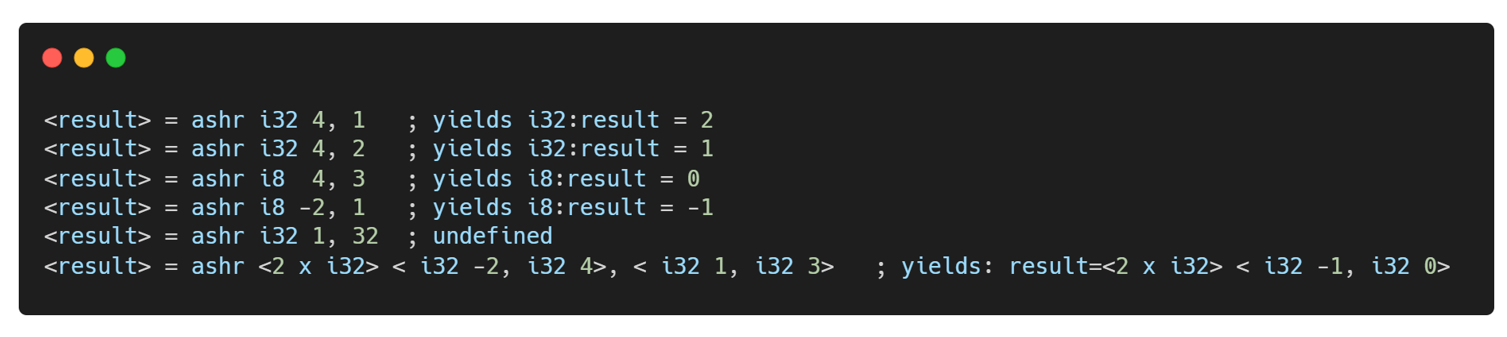 <result> = ashr i32 4, 1   ; yields i32:result = 2
<result> = ashr i32 4, 2   ; yields i32:result = 1
<result> = ashr i8  4, 3   ; yields i8:result = 0
<result> = ashr i8 -2, 1   ; yields i8:result = -1
<result> = ashr i32 1, 32  ; undefined
<result> = ashr <2 x i32> < i32 -2, i32 4>, < i32 1, i32 3>   ; yields: result=<2 x i32> < i32 -1, i32 0>